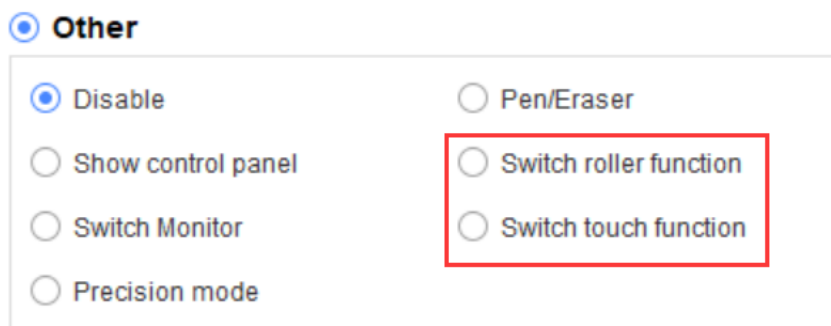 Other
Disable
Pen/Eraser
Show control panel
Switch roller function
Switch Monitor
Switch touch function
Precision mode